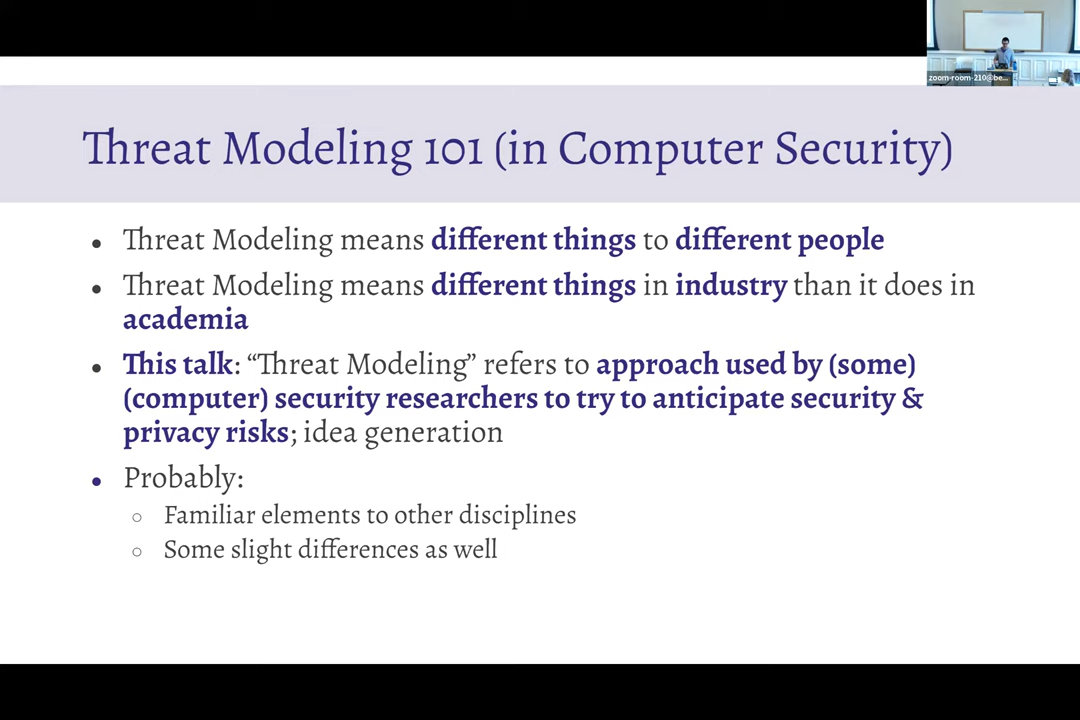 zoom-room-210@be...
Threat Modeling 101 (in Computer Security)
• Threat Modeling means different things to different people
• Threat Modeling means different things in industry than it does in
academia
• This talk: “Threat Modeling” refers to approach used by (some)
(computer) security researchers to try to anticipate security &
privacy risks; idea generation
• Probably:
○ Familiar elements to other disciplines
○ Some slight differences as well